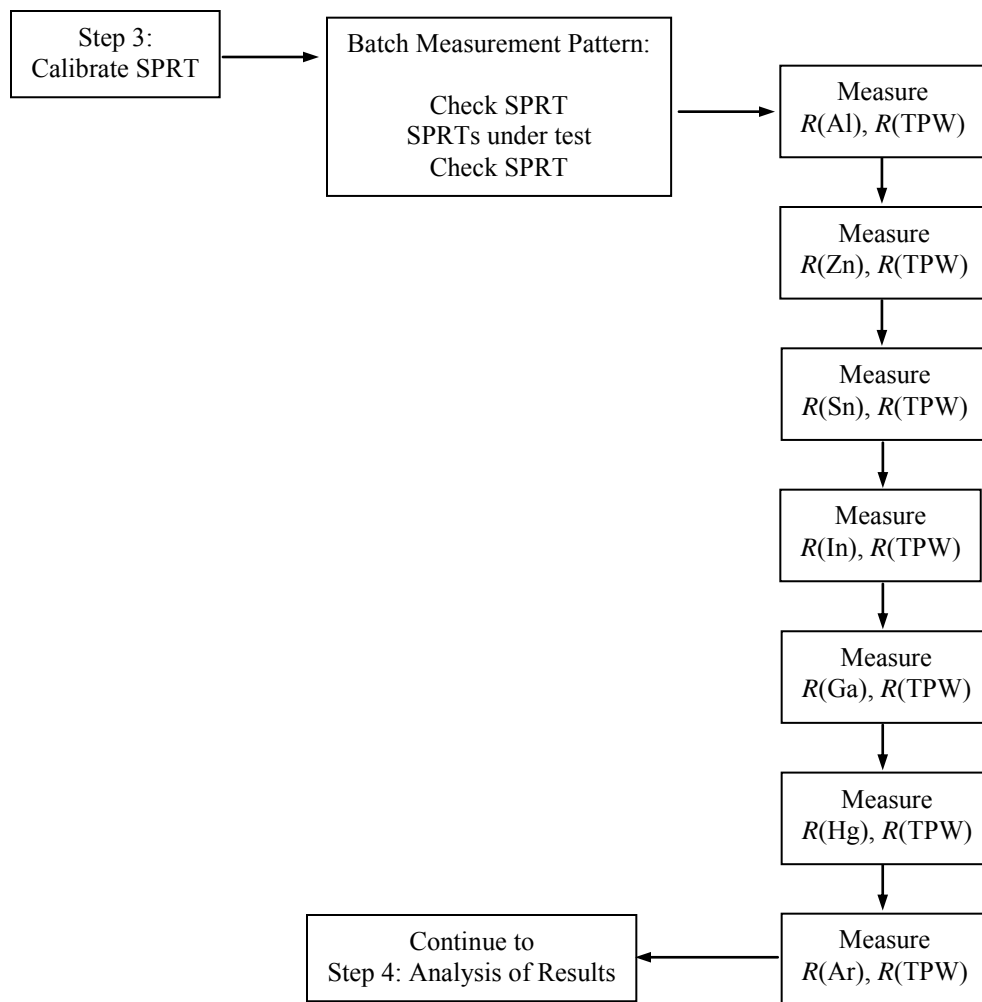 Step 3:
Calibrate SPRT
Batch Measurement Pattern:
Check SPRT
SPRTs under test
Check SPRT
Measure
R(Al), R(TPW)
Measure
R(Zn), R(TPW)
Measure
R(Sn), R(TPW)
Measure
R(In), R(TPW)
Measure
R(Ga), R(TPW)
Measure
R(Hg), R(TPW)
Measure
R(Ar), R(TPW)
Continue to
Step 4: Analysis of Results